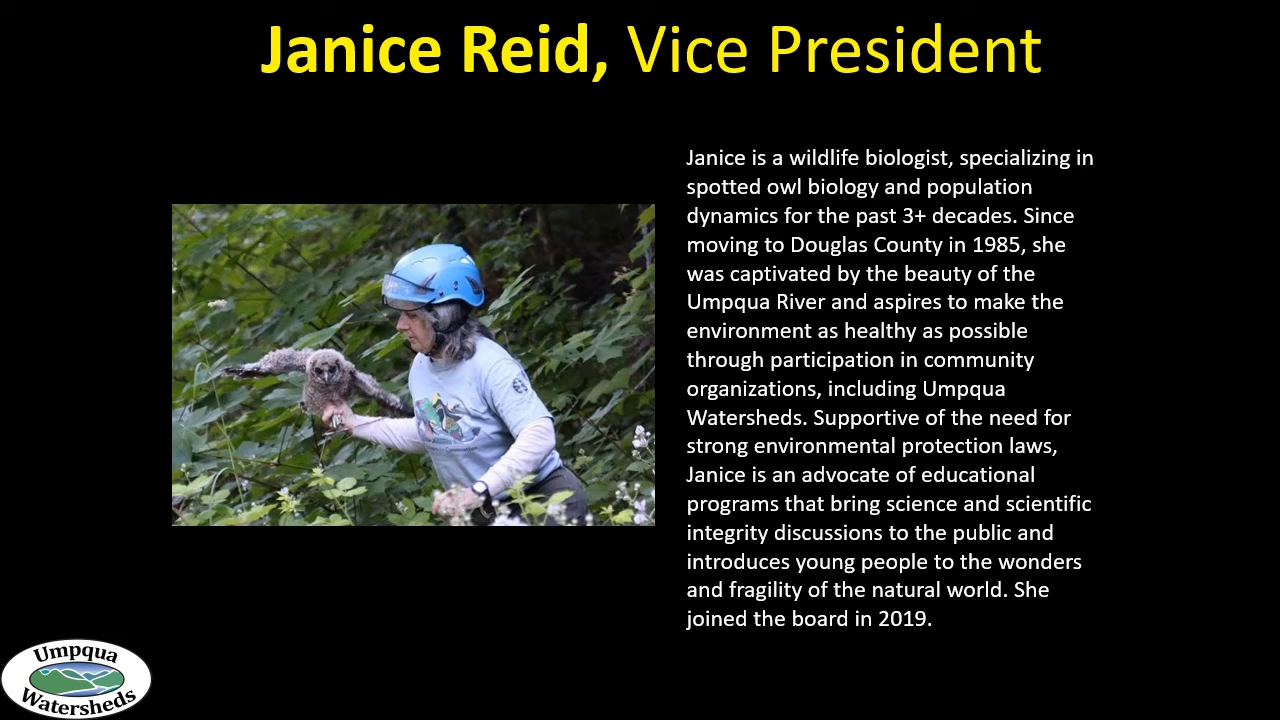 Janice Reid, Vice President
Janice is a wildlife biologist, specializing in
spotted owl biology and population
dynamics for the past 3+ decades. Since
moving to Douglas County in 1985, she
was captivated by the beauty of the
Umpqua River and aspires to make the
environment as healthy as possible
through participation in community
organizations, including Umpqua
Watersheds. Supportive of the need for
strong environmental protection laws,
Janice is an advocate of educational
programs that bring science and scientific
integrity discussions to the public and
introduces young people to the wonders
and fragility of the natural world. She
joined the board in 2019.
Umpqua
Watersheds